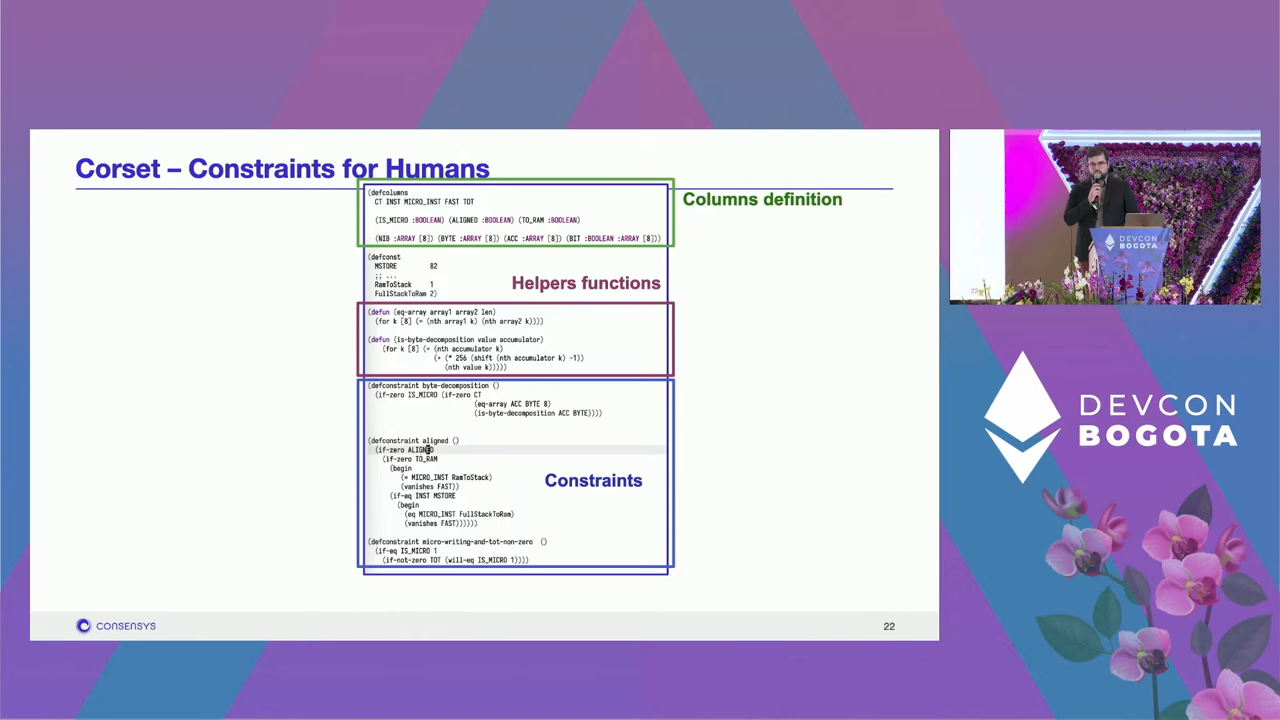 Corset – Constraints for Humans
(defcolumns
CT INST MICRO_INST FAST TOT
(IS_MICRO :BOOLEAN) (ALIGNED :BOOLEAN) (TO_RAM :BOOLEAN)
(NIB :ARRAY [8]) (BYTE :ARRAY [8]) (ACC :ARRAY [8]) (BIT :BOOLEAN :ARRAY [8]))
Columns definition
(defconst
MSTORE 82
;; ...
RamToStack 1
FullStackToRam 2)
Helpers functions
(defun (eq-array array1 array2 len)
(for k [8] (= (nth array1 k) (nth array2 k))))
(defun (is-byte-decomposition value accumulator)
(for k [8] (= (nth accumulator k)
(+ (* 256 (shift (nth accumulator k) -1))
(nth value k)))))
(defconstraint byte-decomposition ()
(if-zero IS_MICRO (if-zero CT
(eq-array ACC BYTE 8)
(is-byte-decomposition ACC BYTE))))
(defconstraint aligned ()
(if-zero ALIGNED
(if-zero TO_RAM
(begin
(= MICRO_INST RamToStack)
(vanishes FAST))
(if-eq INST MSTORE
(begin
(eq MICRO_INST FullStackToRam)
(vanishes FAST))))))
Constraints
(defconstraint micro-writing-and-tot-non-zero ()
(if-eq IS_MICRO 1
(if-not-zero TOT (will-eq IS_MICRO 1))))
CONSENSYS
22
DEVCON
BOGOTA
DEVCON
BOGOTA